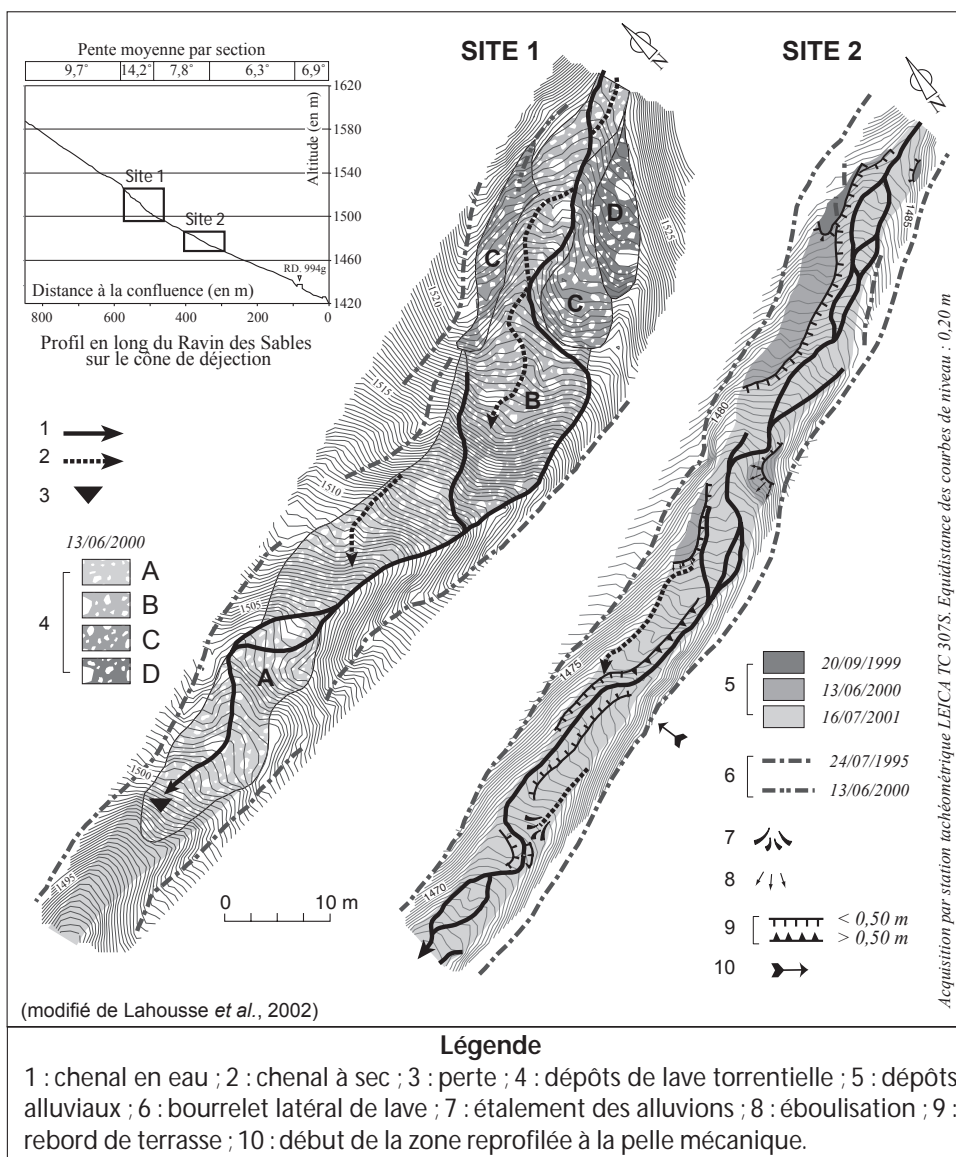 Pente moyenne par section
9,7° 14,2° 7,8° 6,3° 6,9°
1620
1580
1540
1500
1460
1420
Altitude (en m)
Site 1
Site 2
RD. 994g
Distance à la confluence (en m)
800 600 400 200 0
Profil en long du Ravin des Sables
sur le cône de déjection
SITE 1
N
SITE 2
N
1
2
3
13/06/2000
4
A
B
C
D
C
D
C
B
A
1525
1520
1515
1510
1505
1500
1495
0 10 m
1485
1480
1475
1470
5
20/09/1999
13/06/2000
16/07/2001
6
24/07/1995
13/06/2000
7
8
9
< 0,50 m
> 0,50 m
10
Acquisition par station tachéométrique LEICA TC 307S. Equidistance des courbes de niveau : 0,20 m
(modifié de Lahousse et al., 2002)
Légende
1 : chenal en eau ; 2 : chenal à sec ; 3 : perte ; 4 : dépôts de lave torrentielle ; 5 : dépôts
alluviaux ; 6 : bourrelet latéral de lave ; 7 : étalement des alluvions ; 8 : éboulisation ; 9 :
rebord de terrasse ; 10 : début de la zone reprofilée à la pelle mécanique.